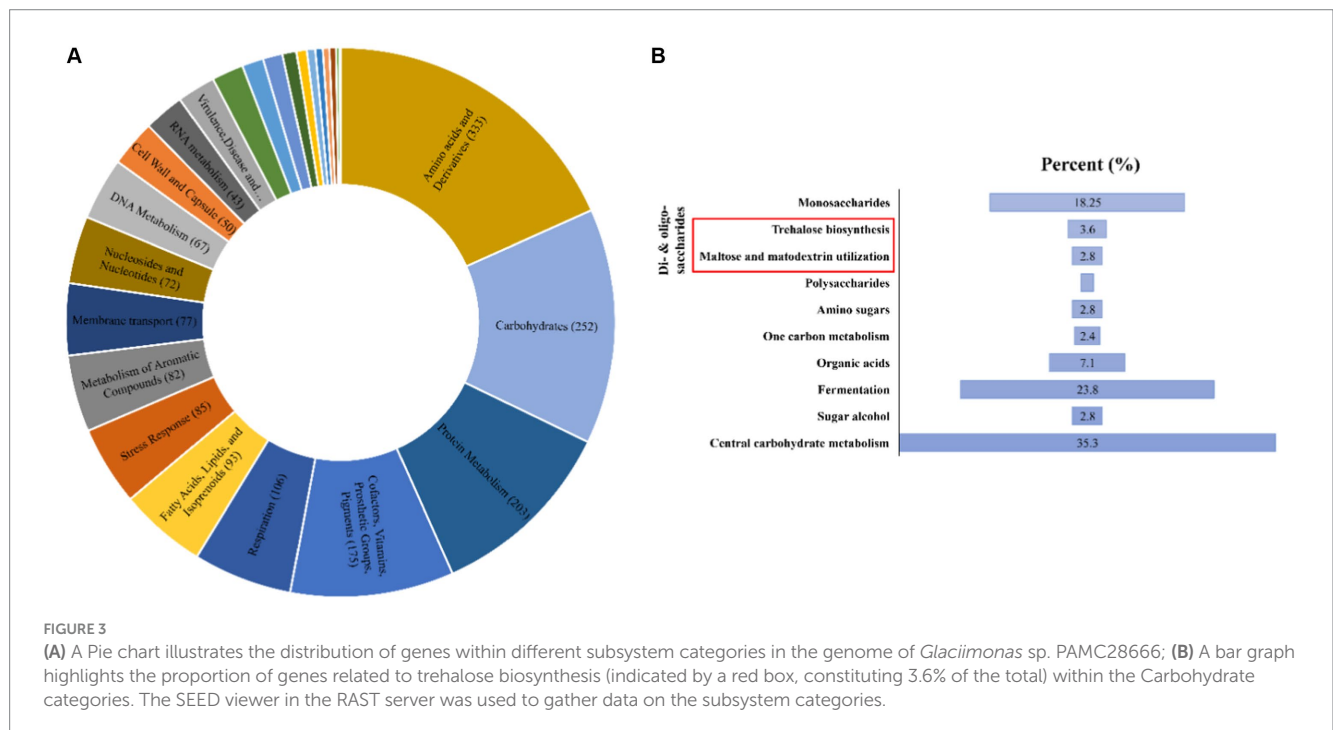 A
Amino acids and
Derivatives (333)
Carbohydrates (252)
Protein Metabolism (203)
Cofactors, Vitamins,
Prosthetic Groups,
Pigments (175)
Respiration (106)
Fatty Acids, Lipids, and
Isoprenoids (93)
Stress Response (85)
Metabolism of Aromatic
Compounds (82)
Membrane transport (77)
Nucleosides and
Nucleotides (72)
DNA Metabolism (67)
Cell Wall and Capsule (50)
RNA metabolism (43)
Virulence,Disease and...
B
Percent (%)
Di- & oligo-
saccharides
Monosaccharides 18.25
Trehalose biosynthesis 3.6
Maltose and matodextrin utilization 2.8
Polysaccharides
Amino sugars 2.8
One carbon metabolism 2.4
Organic acids 7.1
Fermentation 23.8
Sugar alcohol 2.8
Central carbohydrate metabolism 35.3
FIGURE 3
(A) A Pie chart illustrates the distribution of genes within different subsystem categories in the genome of Glaciimonas sp. PAMC28666; (B) A bar graph
highlights the proportion of genes related to trehalose biosynthesis (indicated by a red box, constituting 3.6% of the total) within the Carbohydrate
categories. The SEED viewer in the RAST server was used to gather data on the subsystem categories.